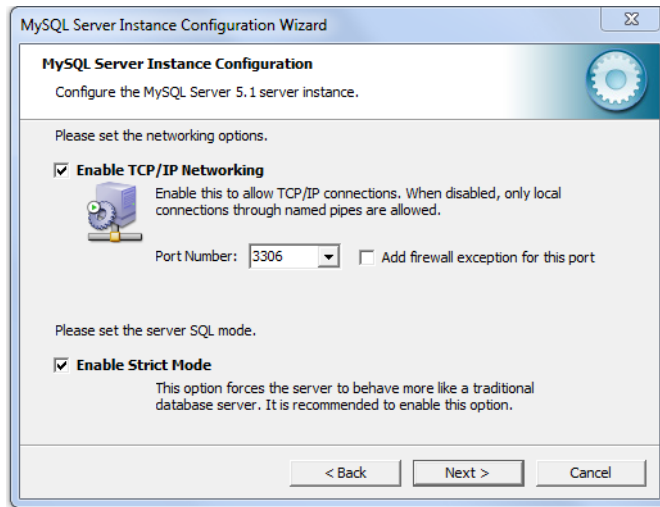 MySQL Server Instance Configuration Wizard
MySQL Server Instance Configuration
Configure the MySQL Server 5.1 server instance.
Please set the networking options.
Enable TCP/IP Networking
Enable this to allow TCP/IP connections. When disabled, only local
connections through named pipes are allowed.
Port Number: 3306 Add firewall exception for this port
Please set the server SQL mode.
Enable Strict Mode
This option forces the server to behave more like a traditional
database server. It is recommended to enable this option.
< Back Next > Cancel